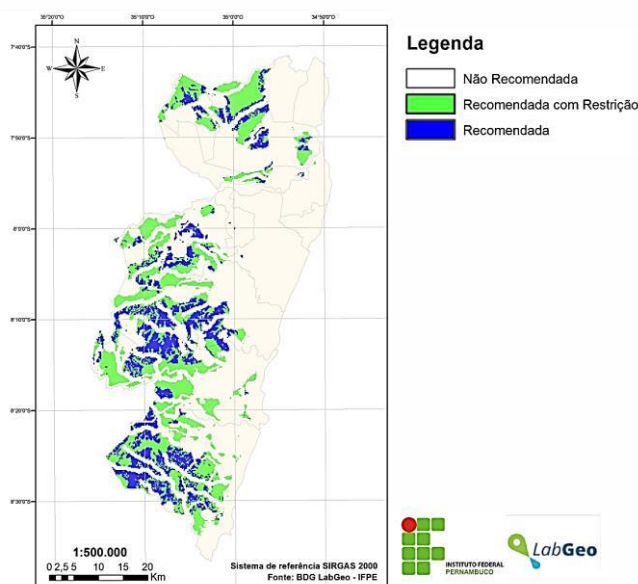 35°20'0"O 35°10'0"O 35°0'0"O 34°50'0"O
7°40'0"S
N
W E
S
7°50'0"S
8°0'0"S
8°10'0"S
8°20'0"S
8°30'0"S
1:500.000
0 2,5 5 10 15 20
Km
Sistema de referência SIRGAS 2000
Fonte: BDG LabGeo - IFPE
Legenda
Não Recomendada
Recomendada com Restrição
Recomendada
INSTITUTO FEDERAL
PERNAMBUCO
LabGeo